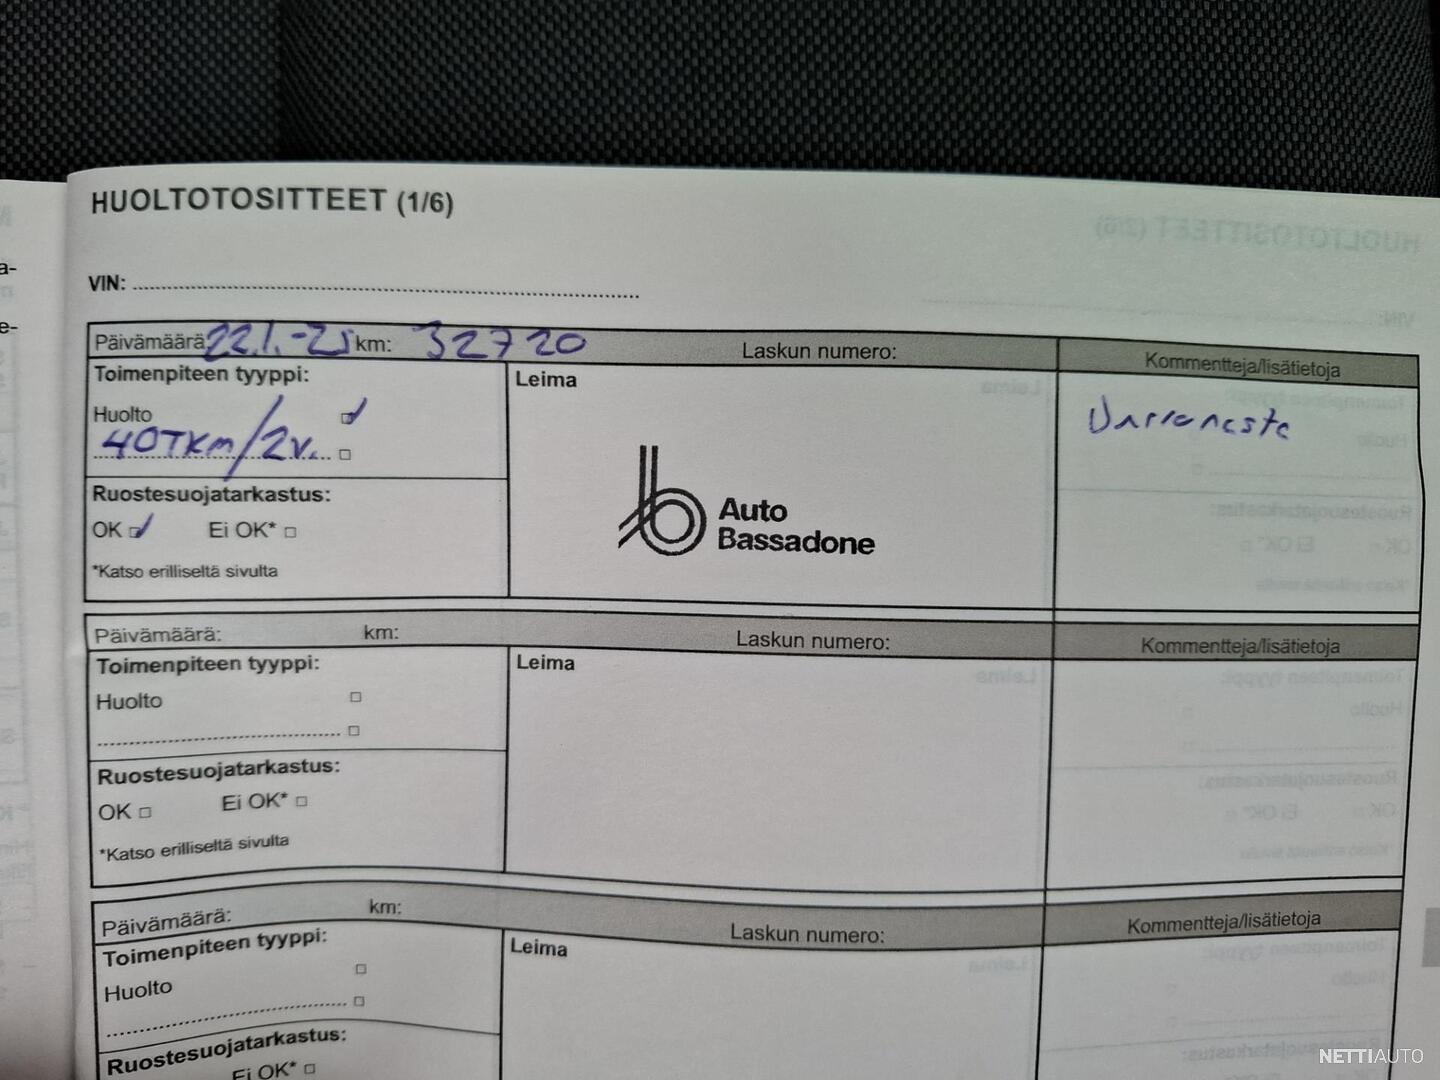 HUOLTOTOSITTEET (1/6)
VIN:
Päivämäärä: 22.1.-25 km: 32720 Laskun numero: Kommentteja/lisätietoja
Toimenpiteen tyyppi:
Leima
Huolto
40TKm/2v.
Auto
Bassadone
Ruostesuojatarkastus:
OK Ei OK*
*Katso erilliseltä sivulta
Päivämäärä: km: Laskun numero: Kommentteja/lisätietoja
Toimenpiteen tyyppi:
Leima
Huolto
Ruostesuojatarkastus:
OK Ei OK*
*Katso erilliseltä sivulta
Päivämäärä: km: Laskun numero: Kommentteja/lisätietoja
Toimenpiteen tyyppi:
Leima
Huolto
Ruostesuojatarkastus:
Ei OK*
NETTIAUTO